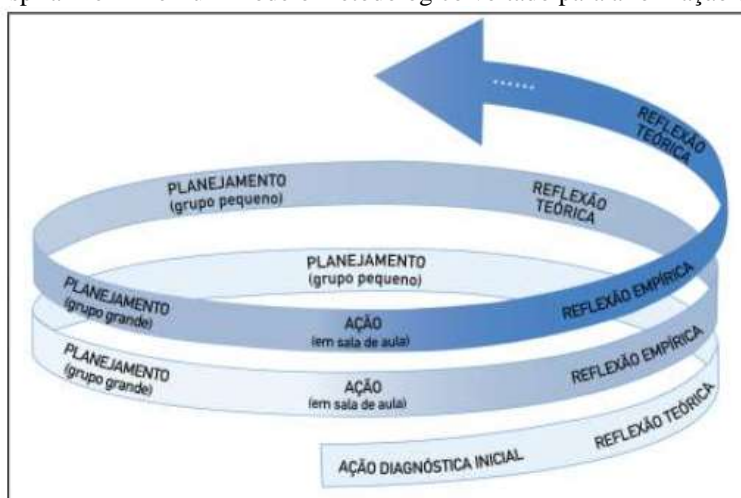 REFLEXÃO
TEÓRICA
PLANEJAMENTO
(grupo pequeno)
REFLEXÃO
TEÓRICA
PLANEJAMENTO
(grupo pequeno)
PLANEJAMENTO
(grupo grande)
AÇÃO
(em sala de aula)
REFLEXÃO EMPÍRICA
PLANEJAMENTO
(grupo grande)
AÇÃO
(em sala de aula)
REFLEXÃO EMPÍRICA
AÇÃO DIAGNÓSTICA INICIAL
REFLEXÃO TEÓRICA